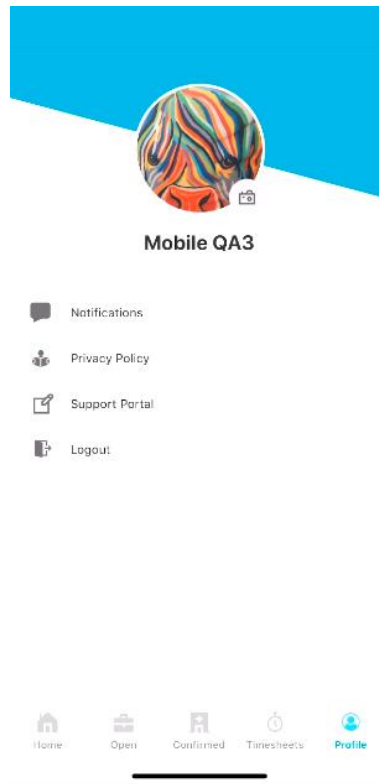 Mobile QA3
Notifications
Privacy Policy
Support Portal
Logout
Home Open Confirmed Timesheets Profile